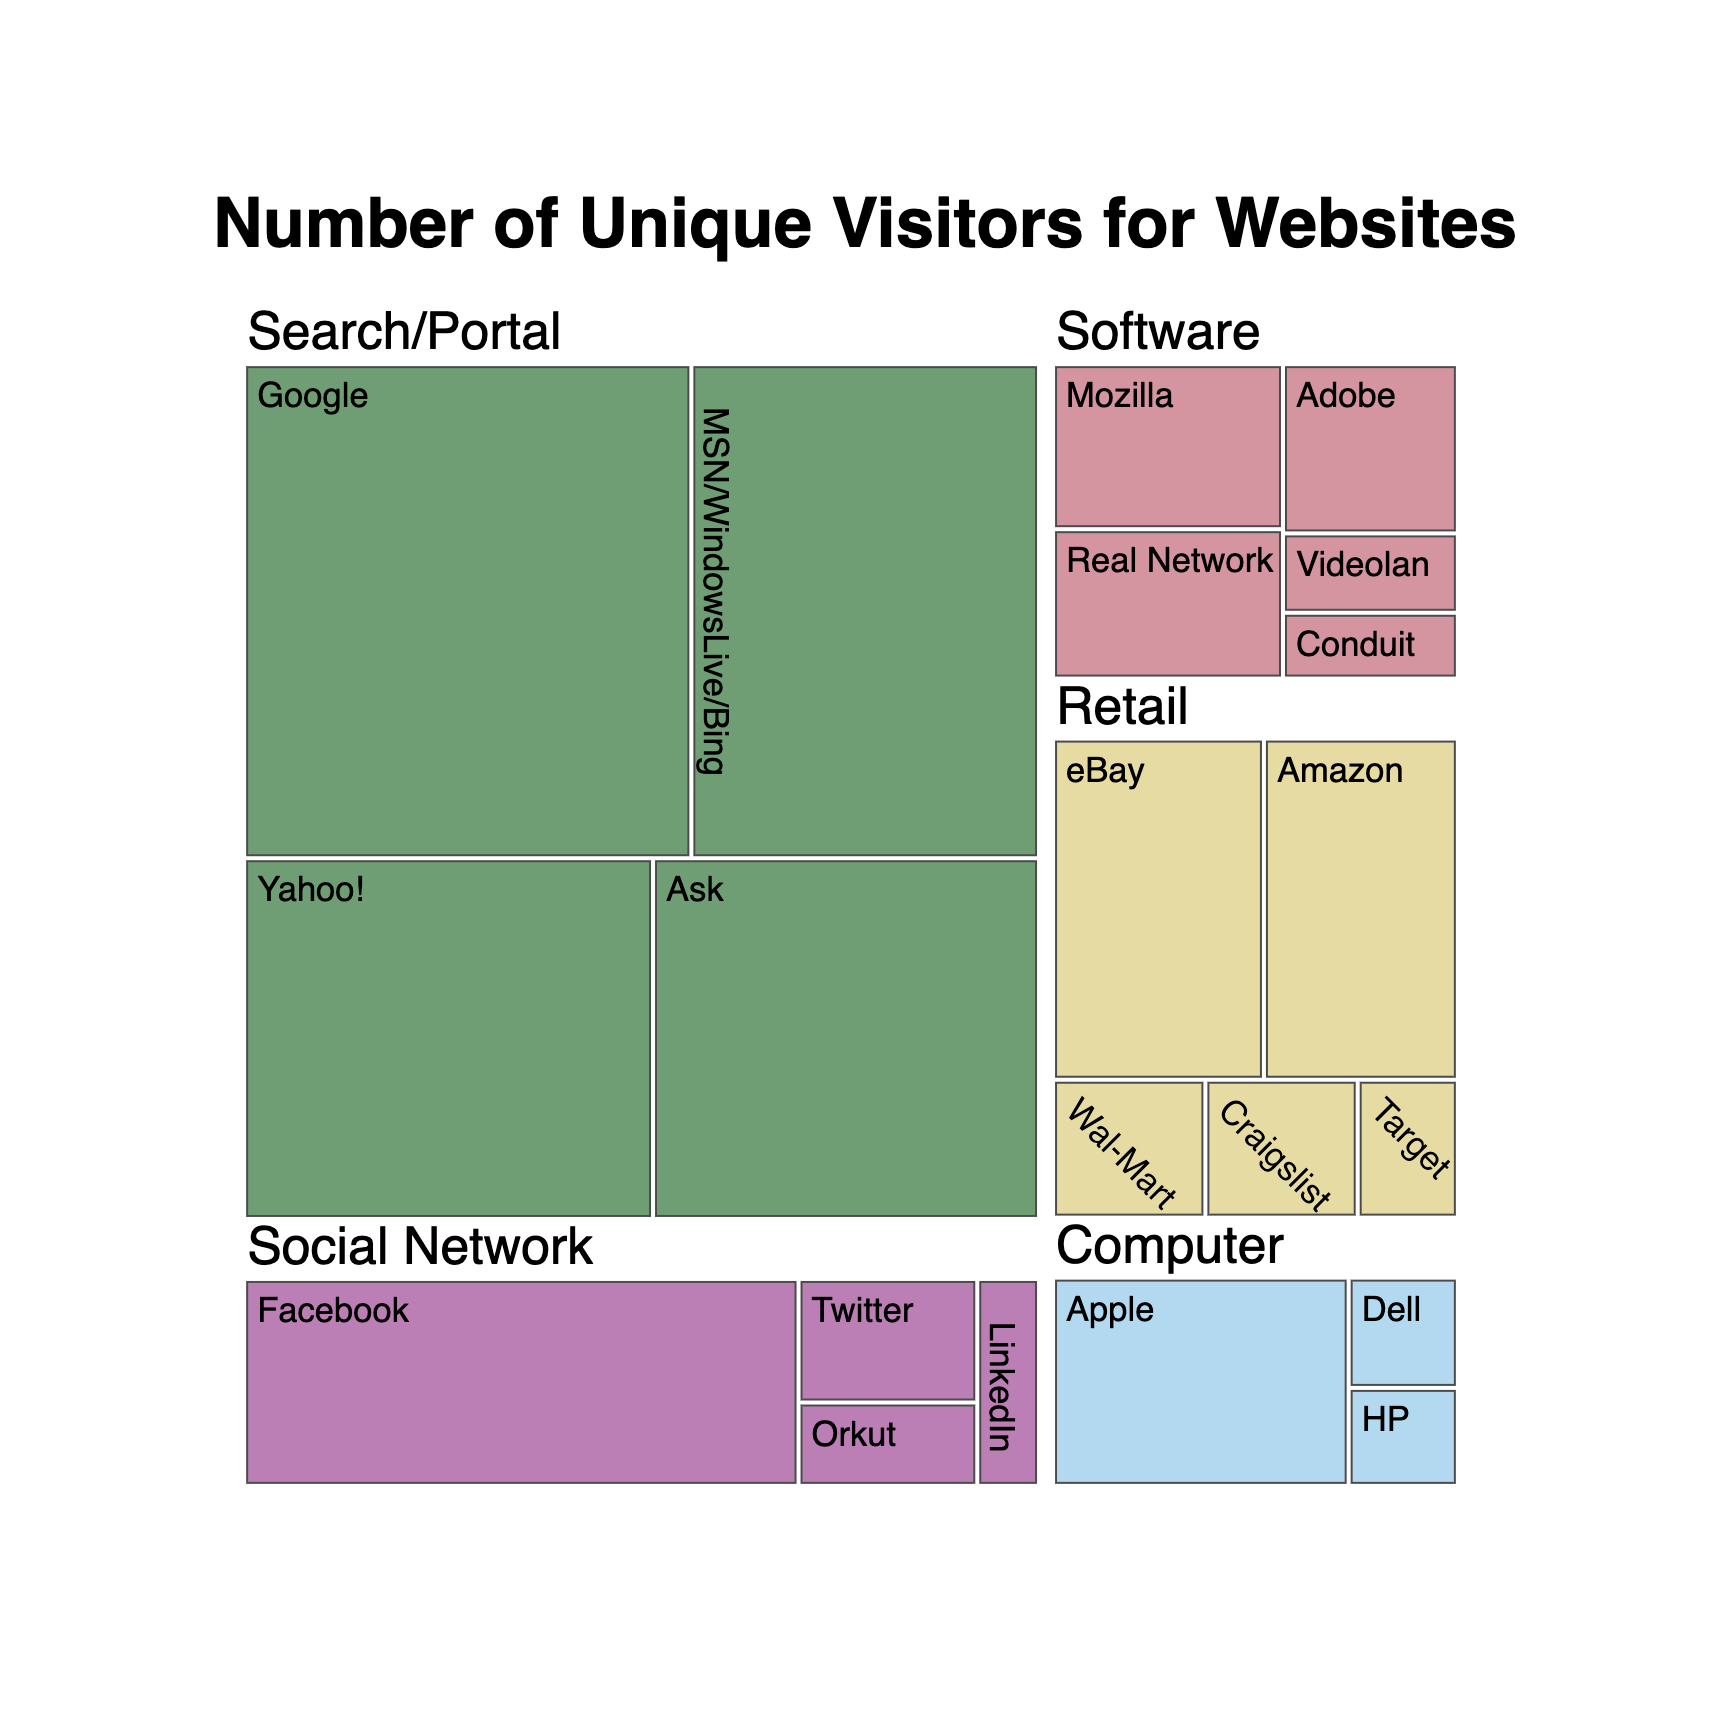 Number of Unique Visitors for Websites
Search/Portal
Google
MSN/WindowsLive/Bing
Yahoo!
Ask
Social Network
Facebook
Twitter
Orkut
LinkedIn
Software
Mozilla
Adobe
Real Network
Videolan
Conduit
Retail
eBay
Amazon
Wal-Mart
Craigslist
Target
Computer
Apple
Dell
HP